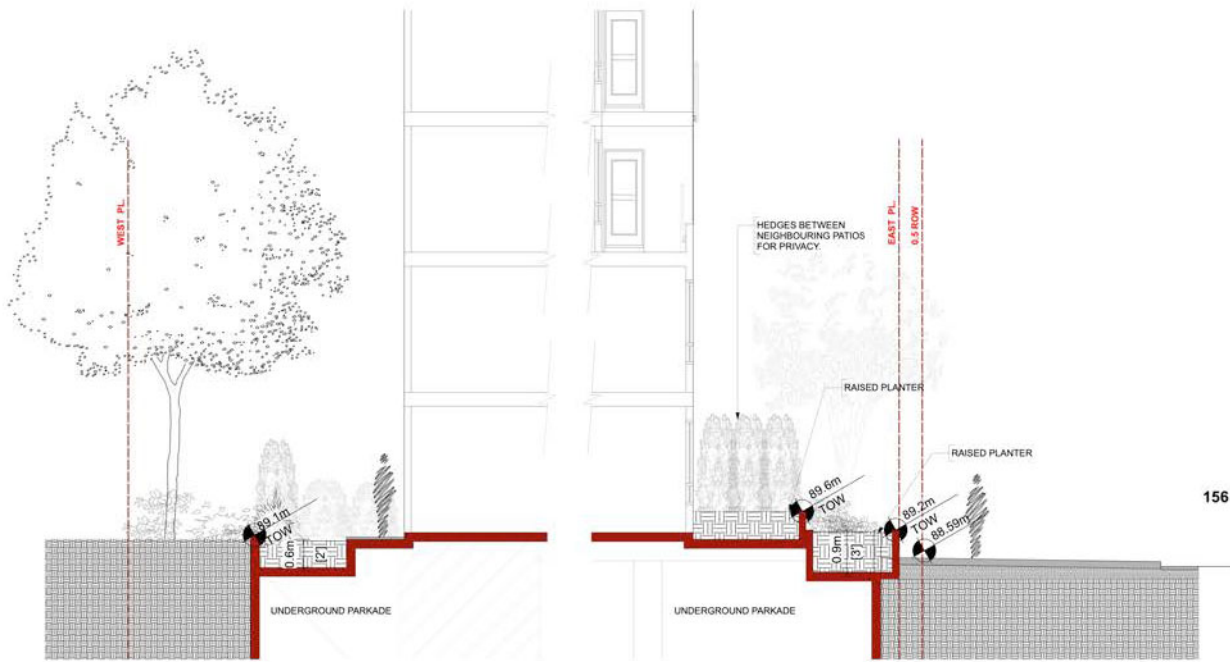 WEST PL.
HEDGES BETWEEN
NEIGHBOURING PATIOS
FOR PRIVACY.
EAST PL.
0.5 ROW
RAISED PLANTER
RAISED PLANTER
89.1m
TOW
0.6m
[2']
89.6m
TOW
89.2m
TOW
88.59m
0.9m
[3']
156
UNDERGROUND PARKADE
UNDERGROUND PARKADE